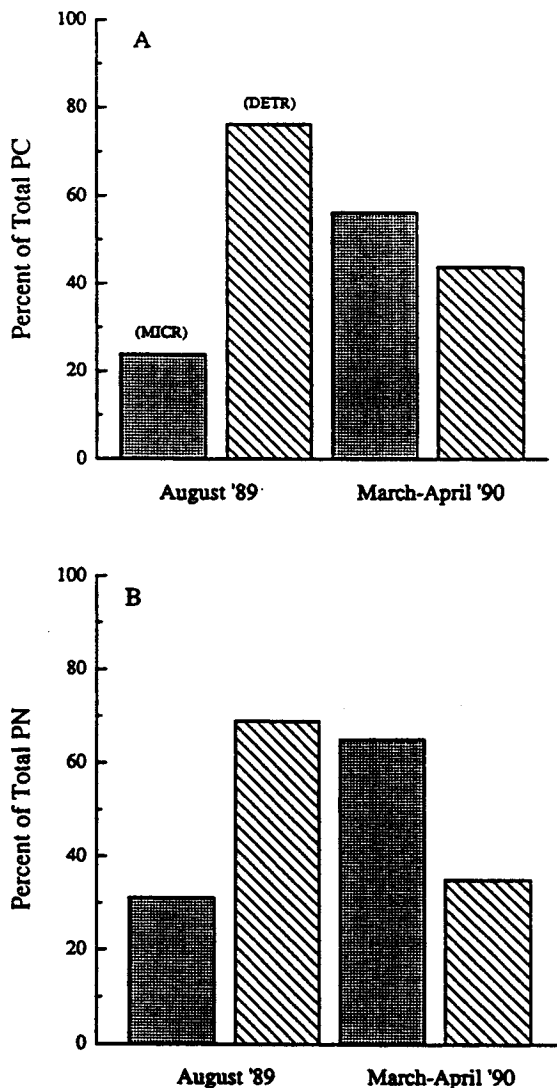 A
Percent of Total PC
100
80
60
40
20
0
(MICR)
(DETR)
August '89
March-April '90
B
Percent of Total PN
100
80
60
40
20
0
August '89
March-April '90